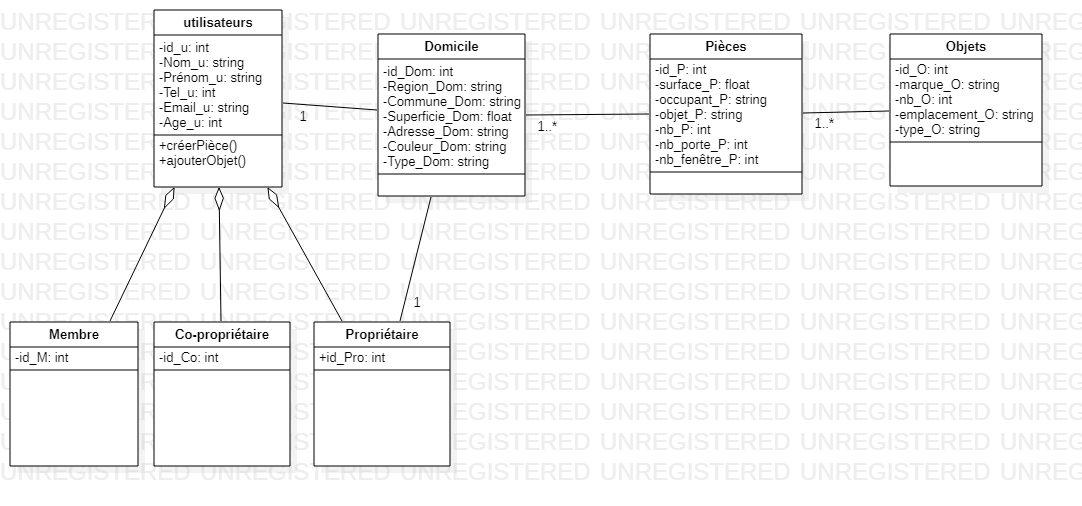 utilisateurs
-id_u: int
-Nom_u: string
-Prénom_u: string
-Tel_u: int
-Email_u: string
-Age_u: int
+créerPièce()
+ajouterObjet()
1
Domicile
-id_Dom: int
-Region_Dom: string
-Commune_Dom: string
-Superficie_Dom: float
-Adresse_Dom: string
-Couleur_Dom: string
-Type_Dom: string
1..*
Pièces
-id_P: int
-surface_P: float
-occupant_P: string
-objet_P: string
-nb_P: int
-nb_porte_P: int
-nb_fenêtre_P: int
1..*
Objets
-id_O: int
-marque_O: string
-nb_O: int
-emplacement_O: string
-type_O: string
1
Membre
-id_M: int
Co-propriétaire
-id_Co: int
Propriétaire
+id_Pro: int
UNREGISTERED